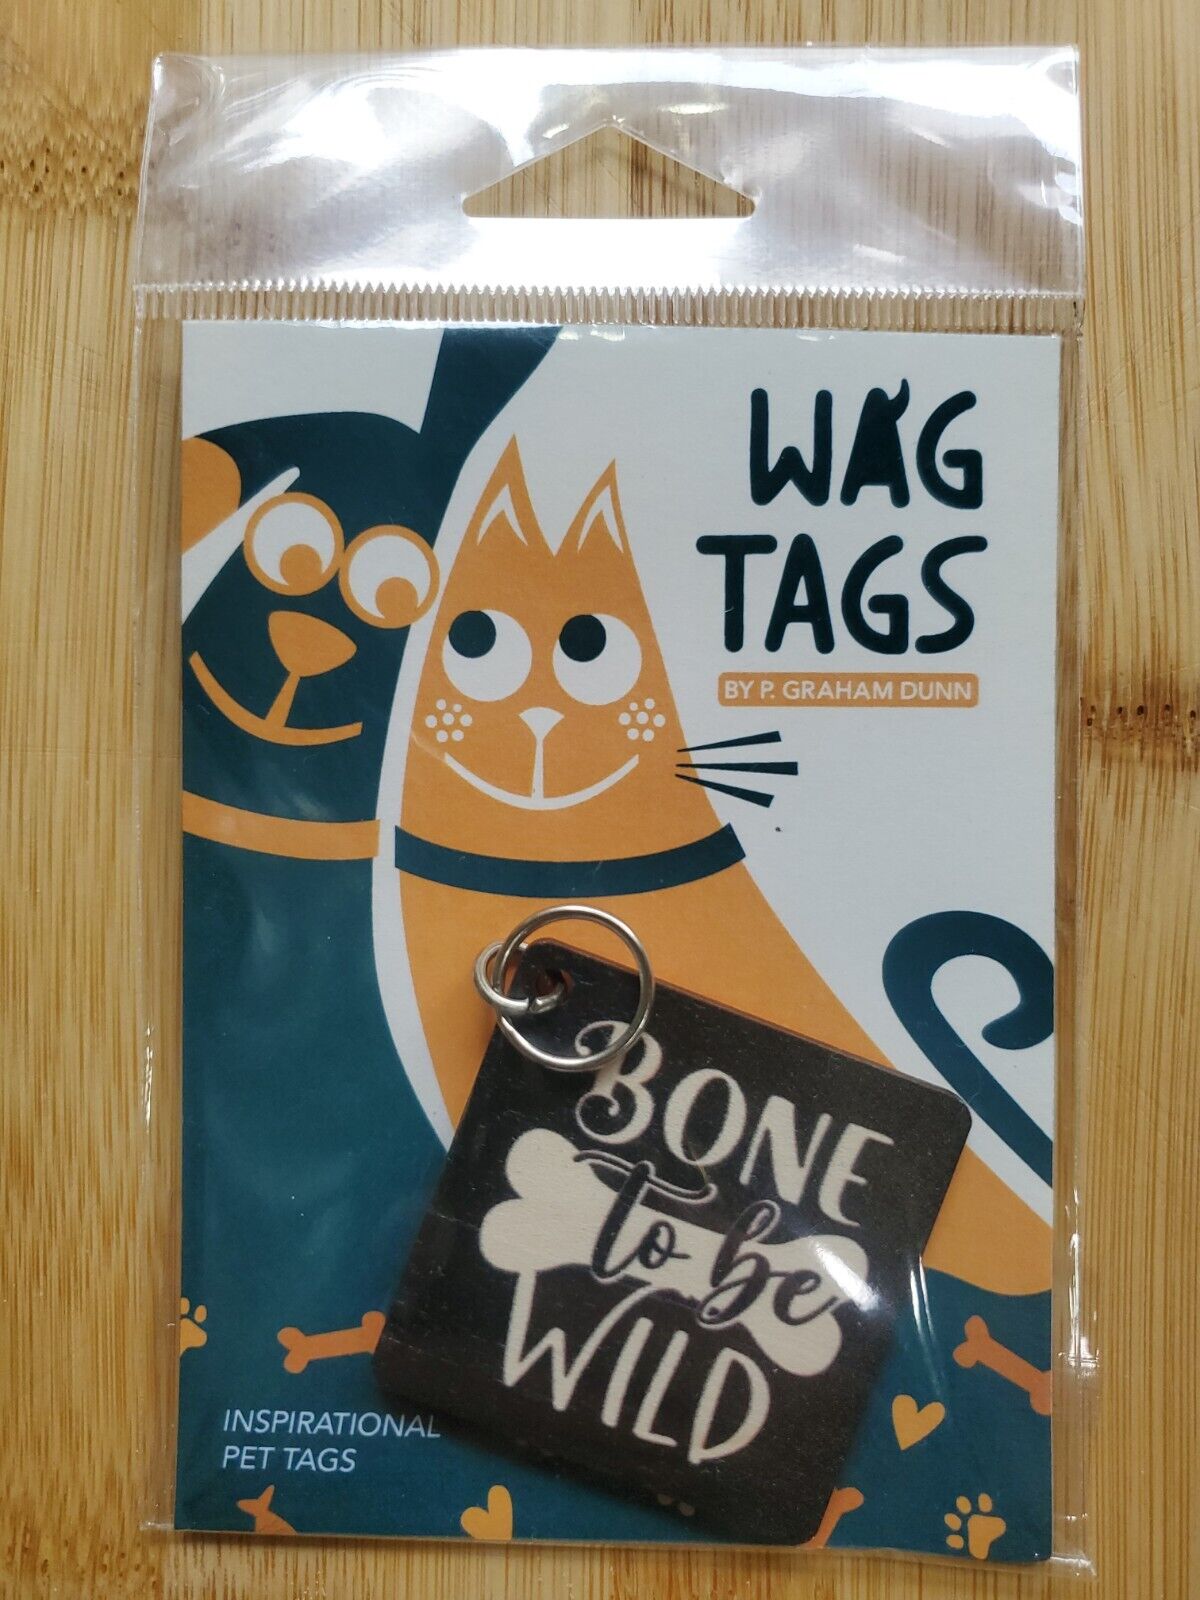 WAG
TAGS
BY P. GRAHAM DUNN
BONE
to be
WILD
INSPIRATIONAL
PET TAGS